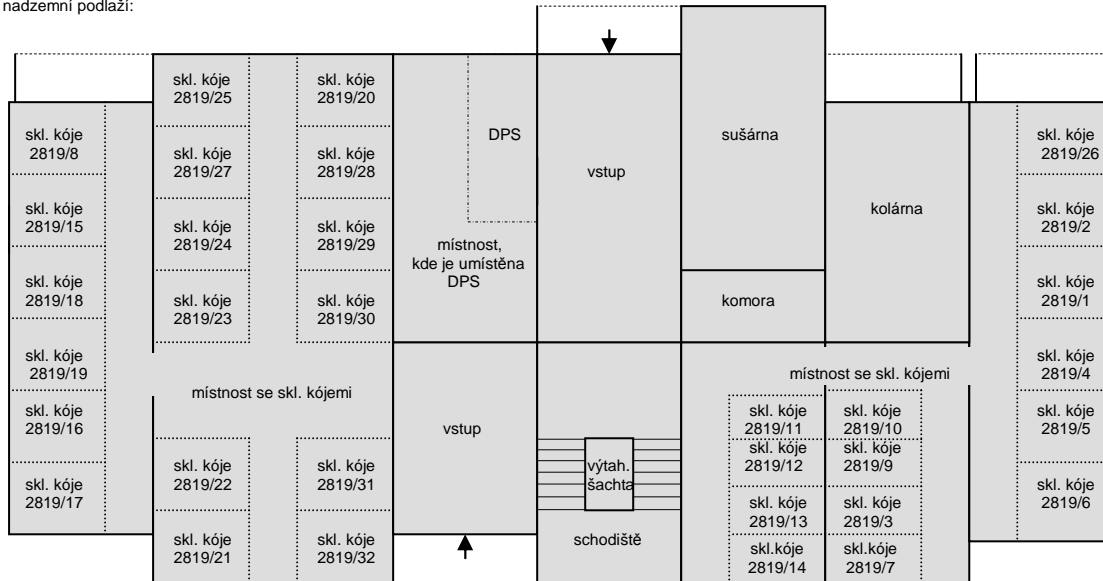 nadzemní podlaží:
skl. kóje
2819/8
skl. kóje
2819/15
skl. kóje
2819/18
skl. kóje
2819/19
skl. kóje
2819/16
skl. kóje
2819/17
skl. kóje
2819/25
skl. kóje
2819/27
skl. kóje
2819/24
skl. kóje
2819/23
skl. kóje
2819/20
skl. kóje
2819/28
skl. kóje
2819/29
skl. kóje
2819/30
místnost se skl. kójemi
skl. kóje
2819/22
skl. kóje
2819/21
skl. kóje
2819/31
skl. kóje
2819/32
DPS
místnost,
kde je umístěna
DPS
vstup
vstup
sušárna
komora
kolárna
výtah.
šachta
schodiště
místnost se skl. kójemi
skl. kóje
2819/11
skl. kóje
2819/12
skl. kóje
2819/13
skl.kóje
2819/14
skl. kóje
2819/10
skl. kóje
2819/9
skl. kóje
2819/3
skl.kóje
2819/7
skl. kóje
2819/26
skl. kóje
2819/2
skl. kóje
2819/1
skl. kóje
2819/4
skl. kóje
2819/5
skl. kóje
2819/6